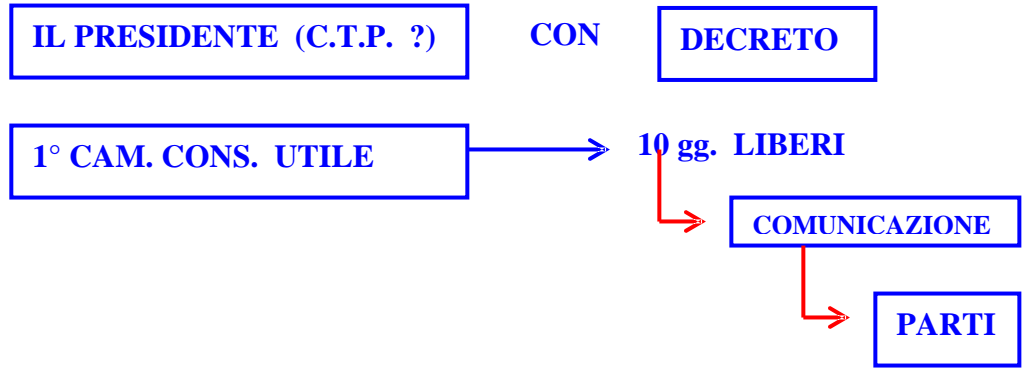 IL PRESIDENTE (C.T.P. ?) CON DECRETO
1° CAM. CONS. UTILE 10 gg. LIBERI
COMUNICAZIONE
PARTI